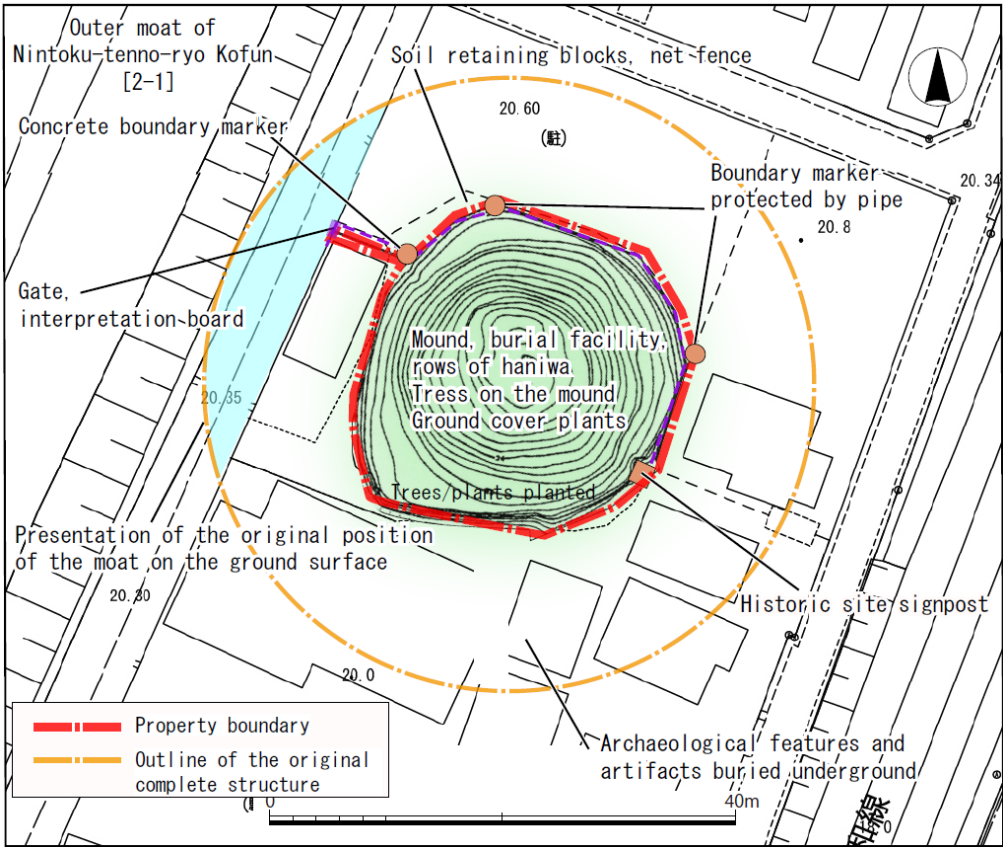 Outer moat of
Nintoku-tenno-ryo Kofun
[2-1]
Soil retaining blocks, net fence
20.60
(駐)
Concrete boundary marker
Boundary marker
protected by pipe
20.34
20.8
Gate,
interpretation board
Mound, burial facility,
rows of haniwa
Tress on the mound
Ground cover plants
20.35
Trees/plants planted
Presentation of the original position
of the moat on the ground surface
20.30
Historic site signpost
20.0
Property boundary
Outline of the original
complete structure
Archaeological features and
artifacts buried underground
0
40m
和線
0